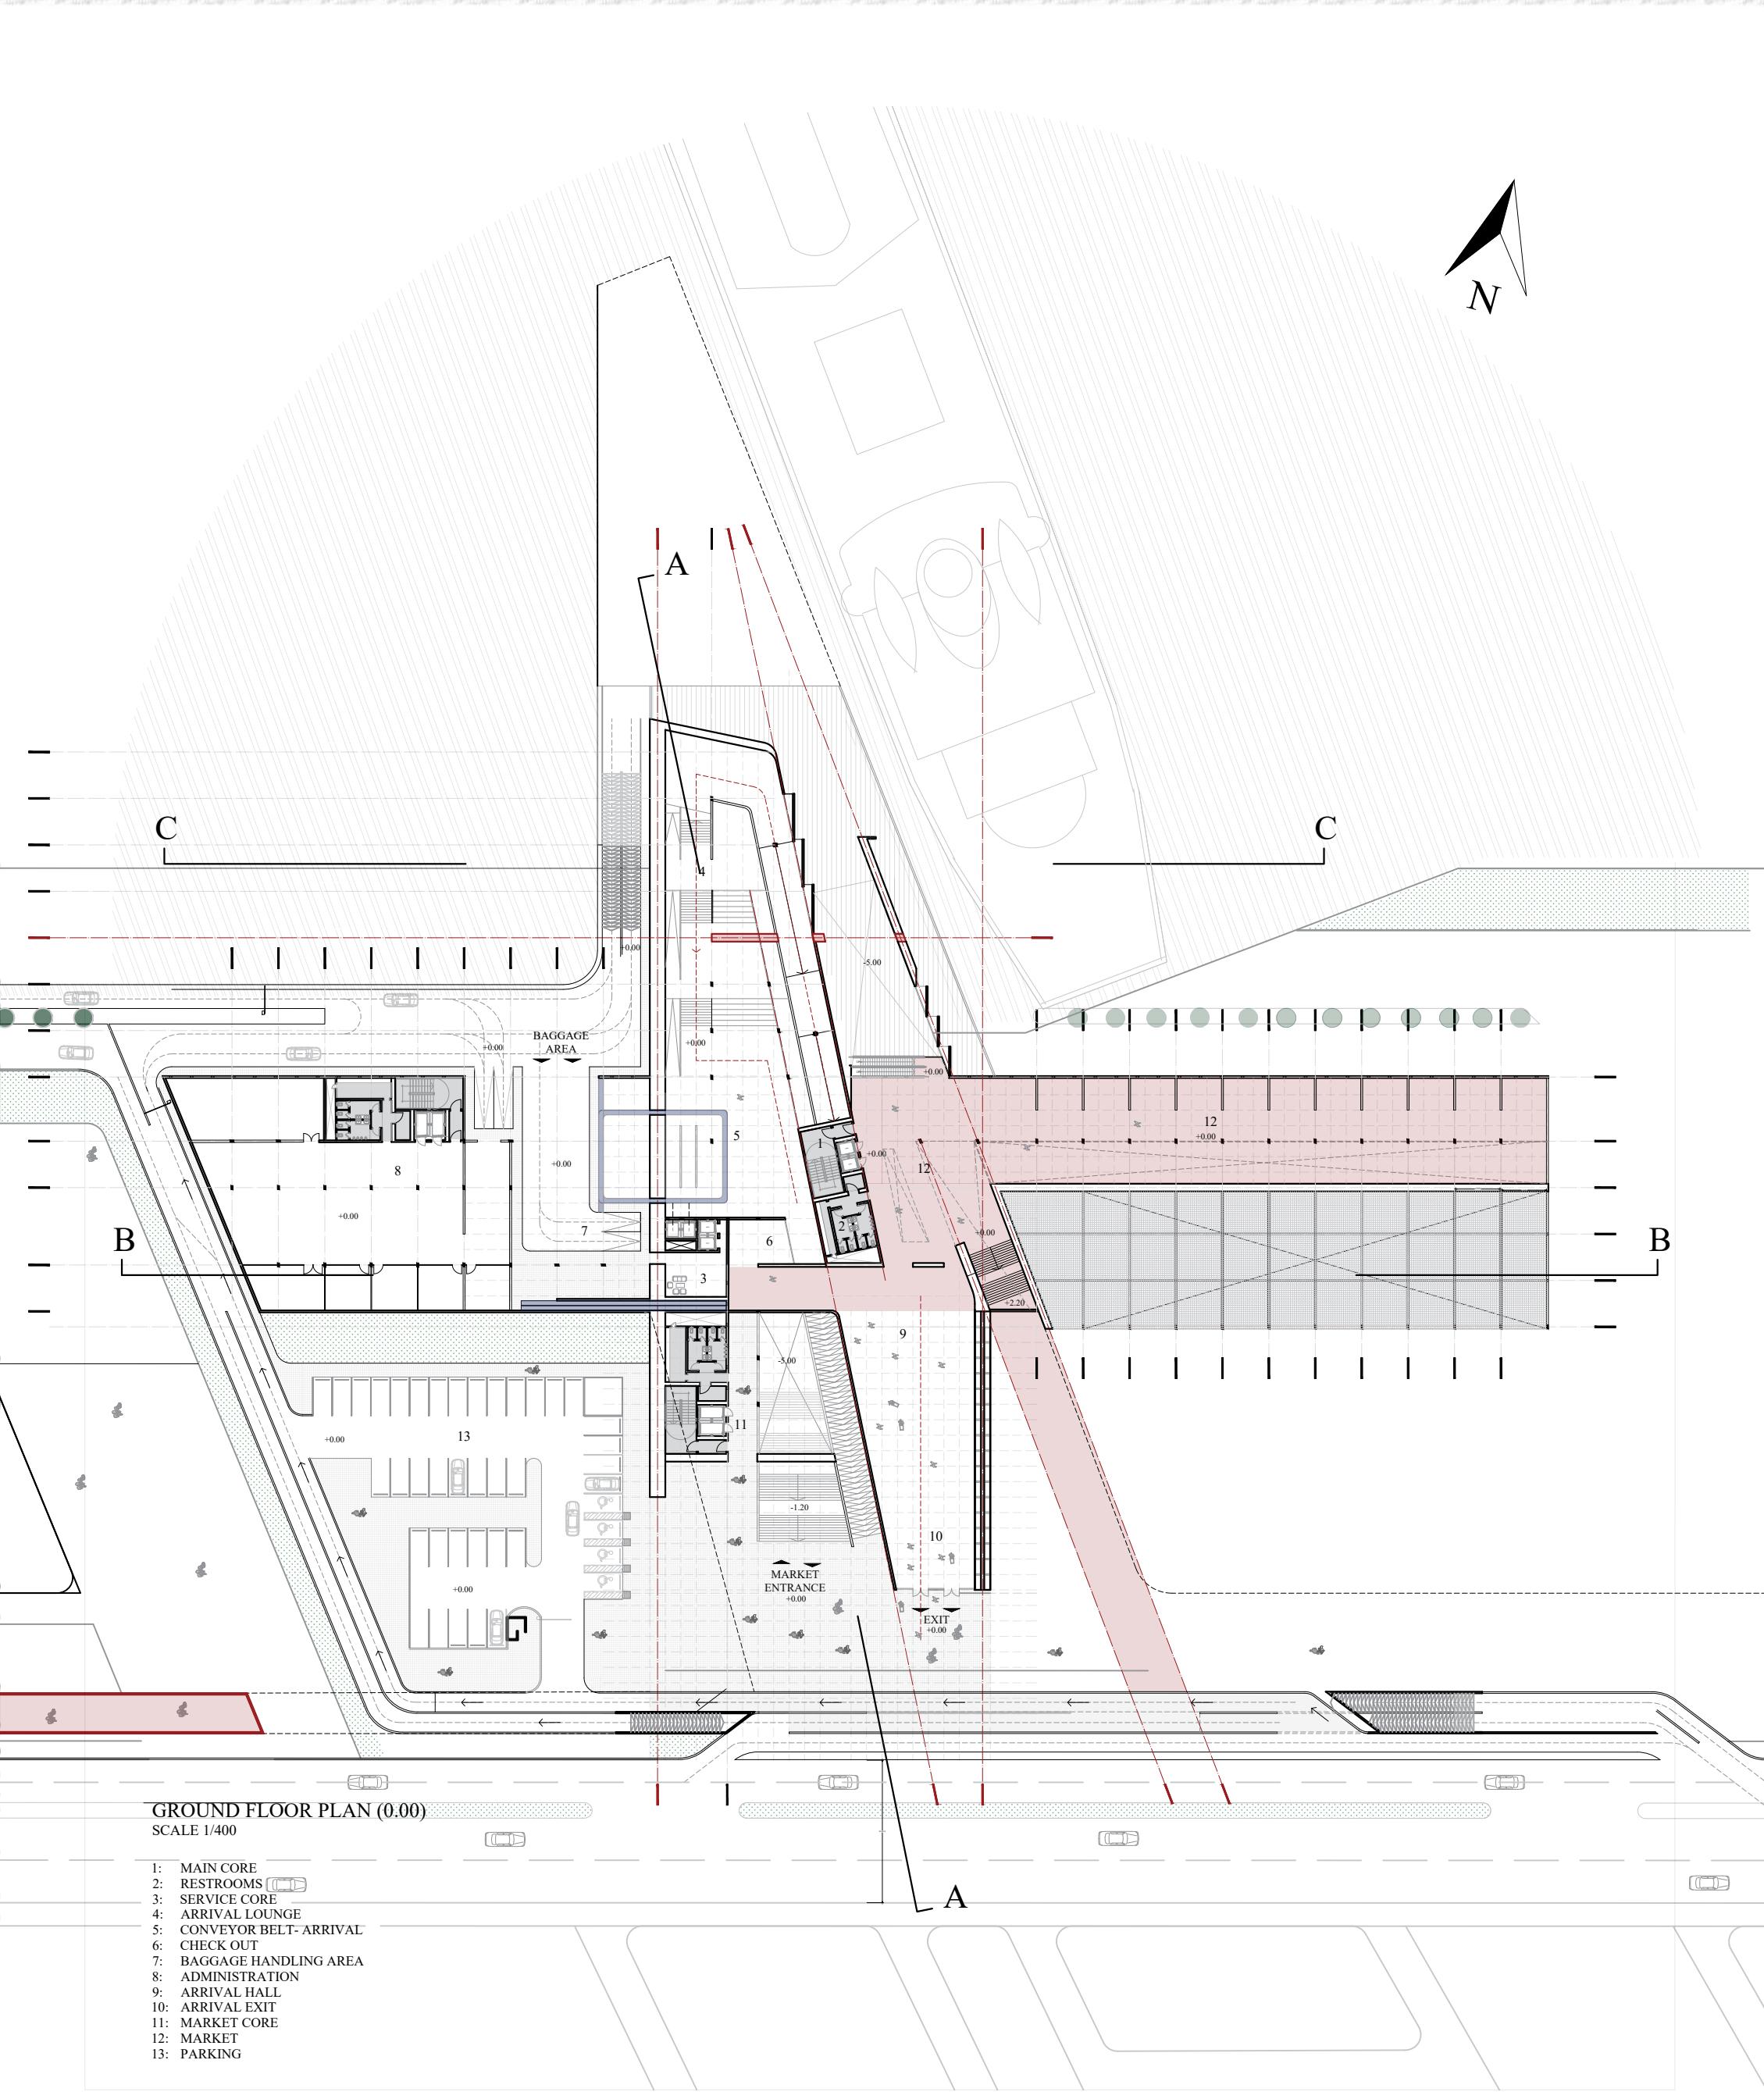 N
A
C
C
4
+0.00
-5.00
BAGGAGE
AREA
+0.00
+0.00
+0.00
12
+0.00
5
1
+0.00
12
8
+0.00
+0.00
2
7
6
+0.00
B
B
3
+2.20
9
-5.00
11
13
+0.00
-1.20
10
MARKET
ENTRANCE
+0.00
+0.00
EXIT
+0.00
GROUND FLOOR PLAN (0.00)
SCALE 1/400
1: MAIN CORE
2: RESTROOMS
3: SERVICE CORE
4: ARRIVAL LOUNGE
5: CONVEYOR BELT- ARRIVAL
6: CHECK OUT
7: BAGGAGE HANDLING AREA
8: ADMINISTRATION
9: ARRIVAL HALL
10: ARRIVAL EXIT
11: MARKET CORE
12: MARKET
13: PARKING
A